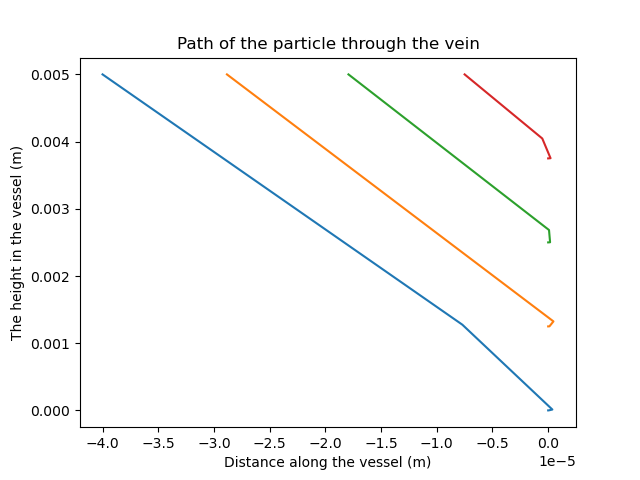 Path of the particle through the vein
The height in the vessel (m)
0.005
0.004
0.003
0.002
0.001
0.000
−4.0 −3.5 −3.0 −2.5 −2.0 −1.5 −1.0 −0.5 0.0
1e−5
Distance along the vessel (m)